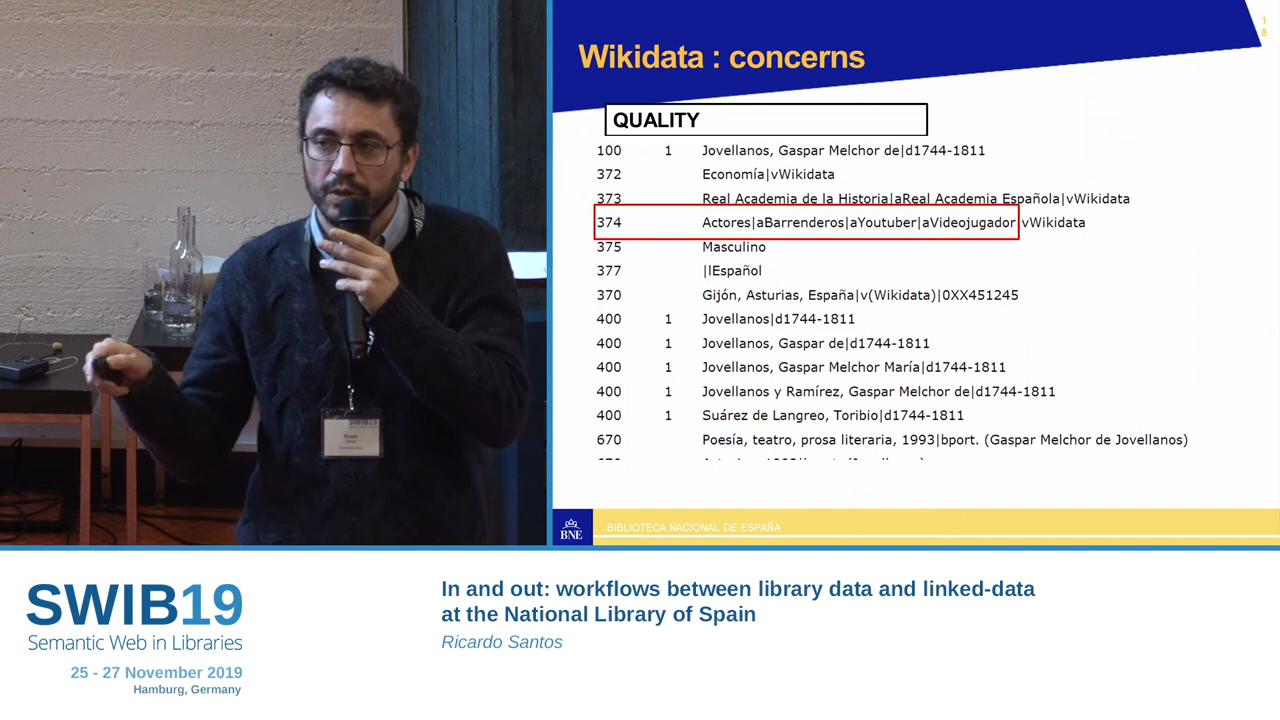 Wikidata : concerns
18
QUALITY
100 1 Jovellanos, Gaspar Melchor de|d1744-1811
372 Economía|vWikidata
373 Real Academia de la Historia|aReal Academia Española|vWikidata
374 Actores|aBarrenderos|aYoutuber|aVideojugador vWikidata
375 Masculino
377 |lEspañol
370 Gijón, Asturias, España|v(Wikidata)|0XX451245
400 1 Jovellanos|d1744-1811
400 1 Jovellanos, Gaspar de|d1744-1811
400 1 Jovellanos, Gaspar Melchor María|d1744-1811
400 1 Jovellanos y Ramírez, Gaspar Melchor de|d1744-1811
400 1 Suárez de Langreo, Toribio|d1744-1811
670 Poesía, teatro, prosa literaria, 1993|bport. (Gaspar Melchor de Jovellanos)
BNE
BIBLIOTECA NACIONAL DE ESPAÑA
SWIB19
SWIB19
Semantic Web in Libraries
25 - 27 November 2019
Hamburg, Germany
In and out: workflows between library data and linked-data
at the National Library of Spain
Ricardo Santos